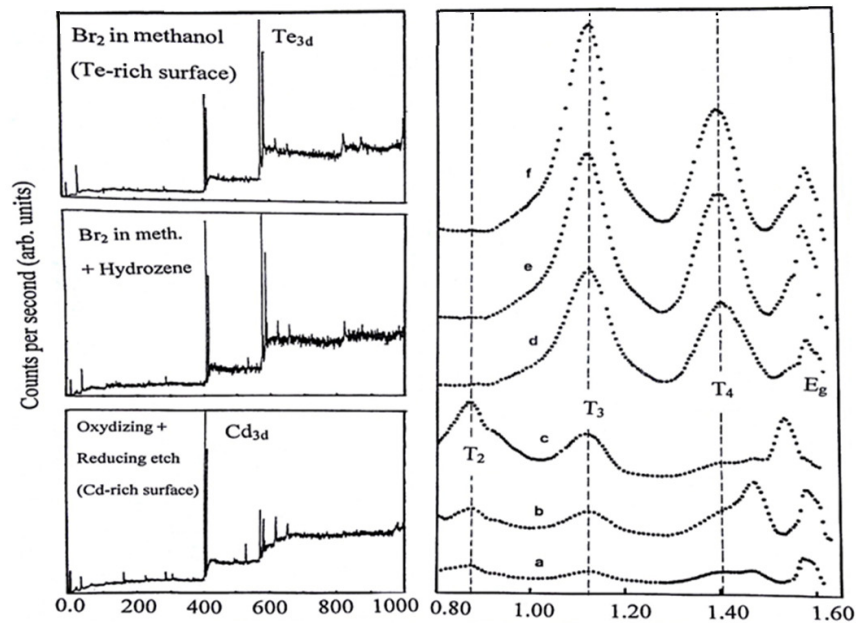 Counts per second (arb. units)
Br2 in methanol
(Te-rich surface)
Te3d
Br2 in meth.
+ Hydrozene
Oxydizing +
Reducing etch
(Cd-rich surface)
Cd3d
0.0 200 400 600 800 1000
f
e
d
c
b
a
T2
T3
T4
Eg
0.80 1.00 1.20 1.40 1.60